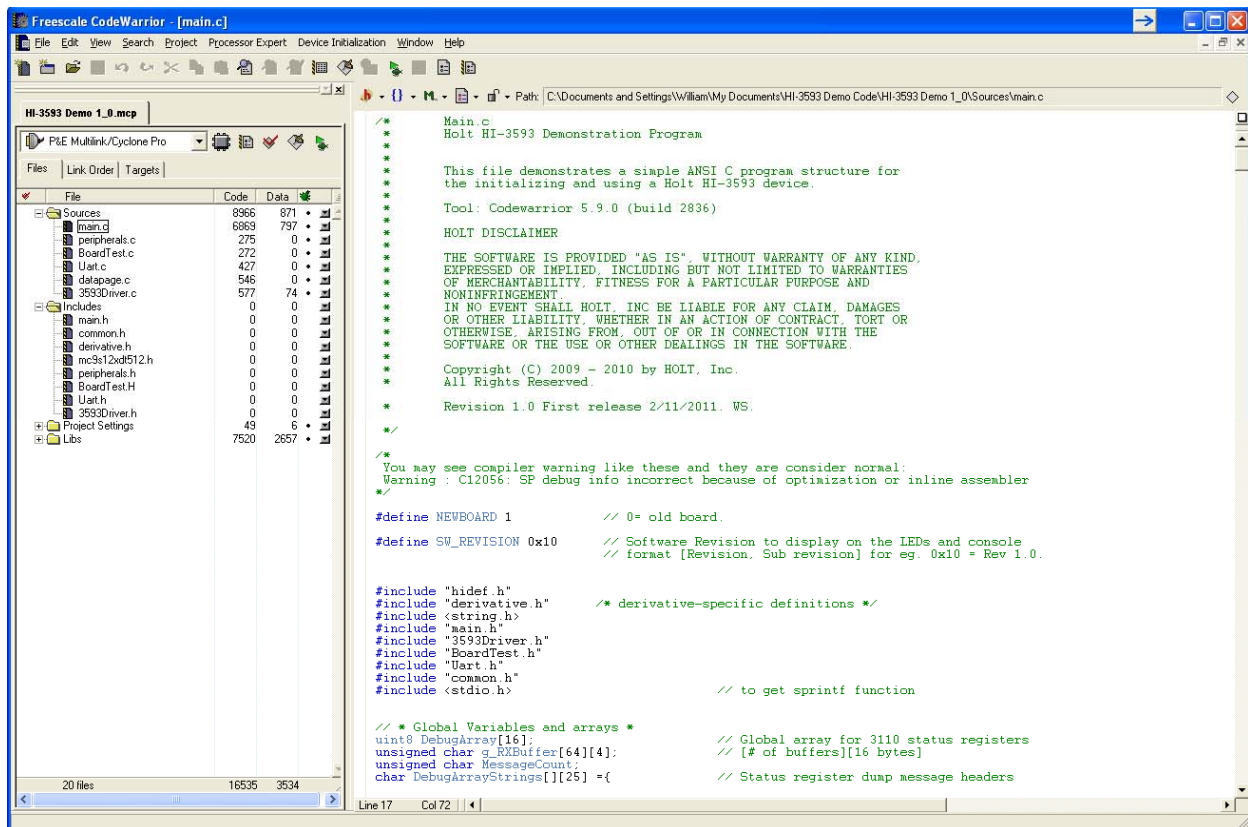 Freescale CodeWarrior - [main.c]
File Edit View Search Project Processor Expert Device Initialization Window Help
HI-3593 Demo 1_0.mcp
P&E Multilink/Cyclone Pro
Files Link Order Targets
File Code Data
Sources 8966 871
main.c 6869 797
peripherals.c 275 0
BoardTest.c 272 0
Uart.c 427 0
datapage.c 546 0
3593Driver.c 577 74
Includes 0 0
main.h 0 0
common.h 0 0
derivative.h 0 0
mc9s12xdt512.h 0 0
peripherals.h 0 0
BoardTest.H 0 0
Uart.h 0 0
3593Driver.h 0 0
Project Settings 49 6
Libs 7520 2657
20 files 16535 3534
h {} M. Path: C:\Documents and Settings\William\My Documents\HI-3593 Demo Code\HI-3593 Demo 1_0\Sources\main.c
/* Main.c
* Holt HI-3593 Demonstration Program
*
*
* This file demonstrates a simple ANSI C program structure for
* the initializing and using a Holt HI-3593 device.
*
* Tool: Codewarrior 5.9.0 (build 2836)
*
* HOLT DISCLAIMER
*
* THE SOFTWARE IS PROVIDED "AS IS", WITHOUT WARRANTY OF ANY KIND,
* EXPRESSED OR IMPLIED, INCLUDING BUT NOT LIMITED TO WARRANTIES
* OF MERCHANTABILITY, FITNESS FOR A PARTICULAR PURPOSE AND
* NONINFRINGEMENT.
* IN NO EVENT SHALL HOLT, INC BE LIABLE FOR ANY CLAIM, DAMAGES
* OR OTHER LIABILITY, WHETHER IN AN ACTION OF CONTRACT, TORT OR
* OTHERWISE, ARISING FROM, OUT OF OR IN CONNECTION WITH THE
* SOFTWARE OR THE USE OR OTHER DEALINGS IN THE SOFTWARE.
*
* Copyright (C) 2009 - 2010 by HOLT, Inc.
* All Rights Reserved.
* Revision 1.0 First release 2/11/2011. WS.
*/
/*
You may see compiler warning like these and they are consider normal:
Warning : C12056: SP debug info incorrect because of optimization or inline assembler
*/
#define NEWBOARD 1 // 0= old board.
#define SW_REVISION 0x10 // Software Revision to display on the LEDs and console
// format [Revision, Sub revision] for eg. 0x10 = Rev 1.0.
#include "hidef.h"
#include "derivative.h" /* derivative-specific definitions */
#include <string.h>
#include "main.h"
#include "3593Driver.h"
#include "BoardTest.h"
#include "Uart.h"
#include "common.h"
#include <stdio.h> // to get sprintf function
// * Global Variables and arrays *
uint8 DebugArray[16]; // Global array for 3110 status registers
unsigned char g_RXBuffer[64][4]; // [# of buffers][16 bytes]
unsigned char MessageCount;
char DebugArrayStrings[][25] ={ // Status register dump message headers
Line 17 Col 72